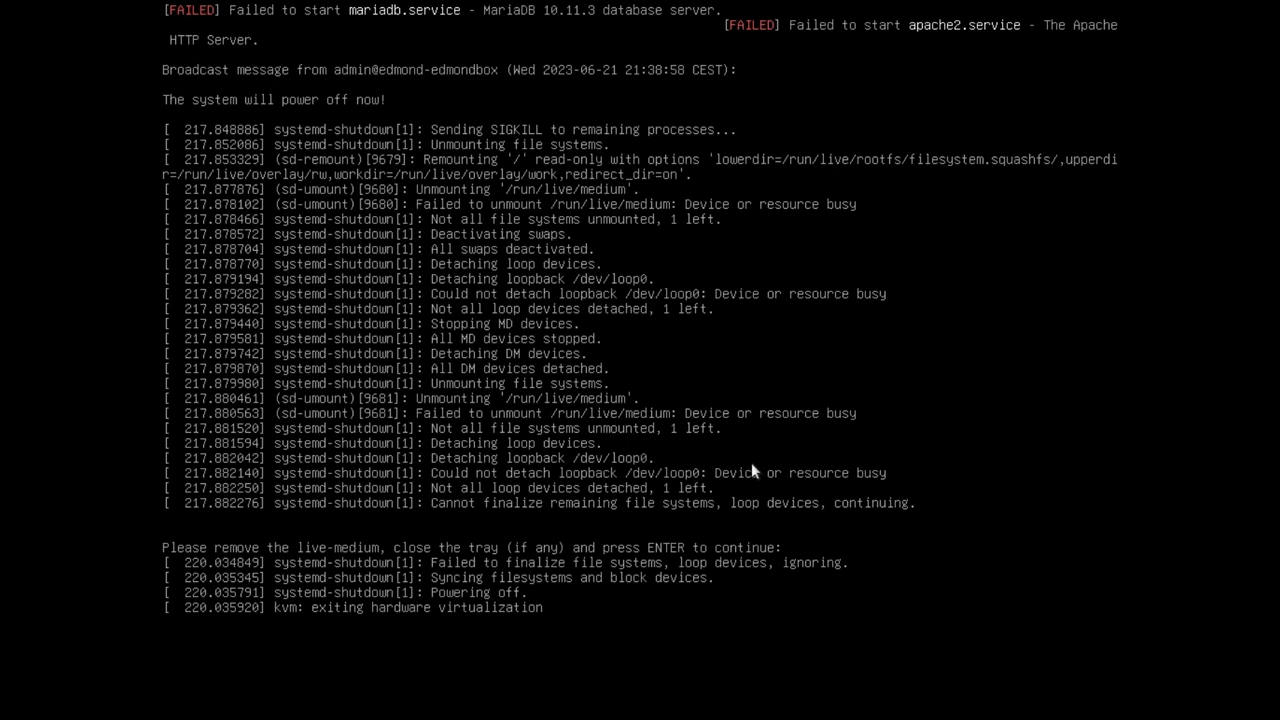 [FAILED] Failed to start mariadb.service - MariaDB 10.11.3 database server.
[FAILED] Failed to start apache2.service - The Apache
HTTP Server.
Broadcast message from admin@edmond-edmondbox (Wed 2023-06-21 21:38:58 CEST):
The system will power off now!
[  217.848886] systemd-shutdown[1]: Sending SIGKILL to remaining processes...
[  217.852086] systemd-shutdown[1]: Unmounting file systems.
[  217.853329] (sd-remount)[9679]: Remounting '/' read-only with options 'lowerdir=/run/live/rootfs/filesystem.squashfs/,upperdi
r=/run/live/overlay/rw,workdir=/run/live/overlay/work,redirect_dir=on'.
[  217.877876] (sd-umount)[9680]: Unmounting '/run/live/medium'.
[  217.878102] (sd-umount)[9680]: Failed to unmount /run/live/medium: Device or resource busy
[  217.878466] systemd-shutdown[1]: Not all file systems unmounted, 1 left.
[  217.878572] systemd-shutdown[1]: Deactivating swaps.
[  217.878704] systemd-shutdown[1]: All swaps deactivated.
[  217.878770] systemd-shutdown[1]: Detaching loop devices.
[  217.879194] systemd-shutdown[1]: Detaching loopback /dev/loop0.
[  217.879282] systemd-shutdown[1]: Could not detach loopback /dev/loop0: Device or resource busy
[  217.879362] systemd-shutdown[1]: Not all loop devices detached, 1 left.
[  217.879440] systemd-shutdown[1]: Stopping MD devices.
[  217.879581] systemd-shutdown[1]: All MD devices stopped.
[  217.879742] systemd-shutdown[1]: Detaching DM devices.
[  217.879870] systemd-shutdown[1]: All DM devices detached.
[  217.879980] systemd-shutdown[1]: Unmounting file systems.
[  217.880461] (sd-umount)[9681]: Unmounting '/run/live/medium'.
[  217.880563] (sd-umount)[9681]: Failed to unmount /run/live/medium: Device or resource busy
[  217.881520] systemd-shutdown[1]: Not all file systems unmounted, 1 left.
[  217.881594] systemd-shutdown[1]: Detaching loop devices.
[  217.882042] systemd-shutdown[1]: Detaching loopback /dev/loop0.
[  217.882140] systemd-shutdown[1]: Could not detach loopback /dev/loop0: Device or resource busy
[  217.882250] systemd-shutdown[1]: Not all loop devices detached, 1 left.
[  217.882276] systemd-shutdown[1]: Cannot finalize remaining file systems, loop devices, continuing.
Please remove the live-medium, close the tray (if any) and press ENTER to continue:
[  220.034849] systemd-shutdown[1]: Failed to finalize file systems, loop devices, ignoring.
[  220.035345] systemd-shutdown[1]: Syncing filesystems and block devices.
[  220.035791] systemd-shutdown[1]: Powering off.
[  220.035920] kvm: exiting hardware virtualization